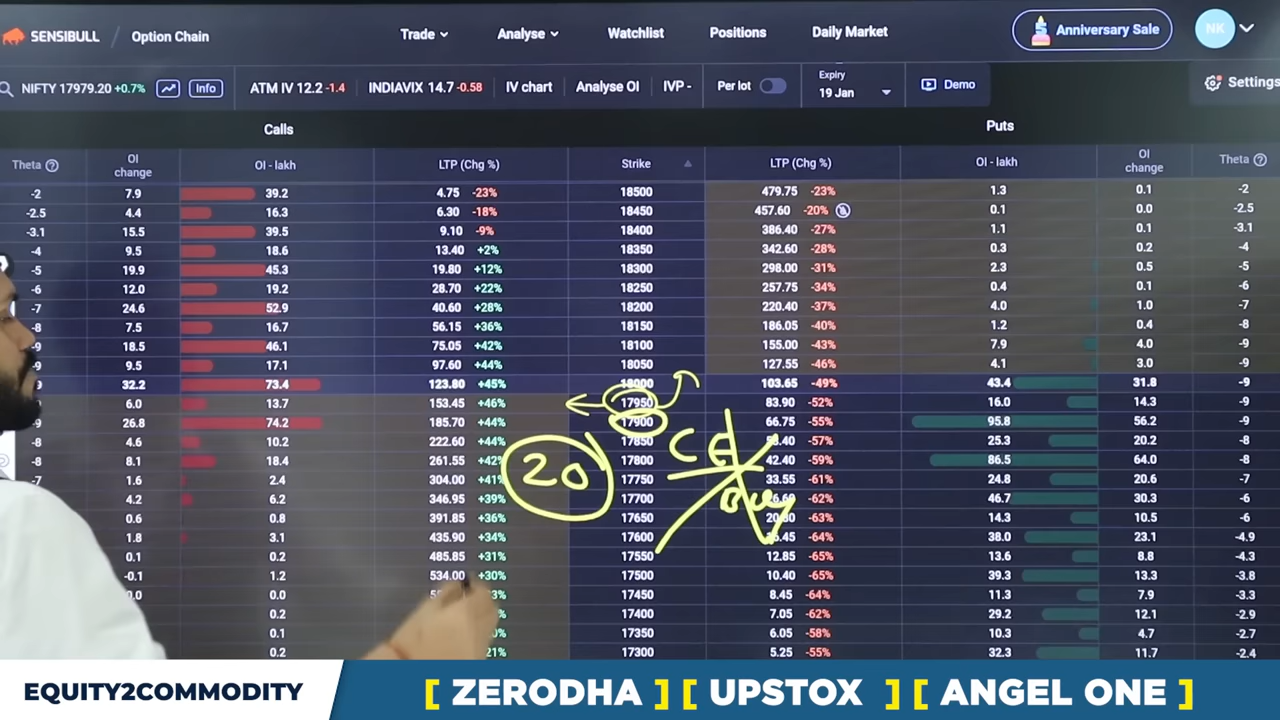 SENSIBULL / Option Chain Trade Analyse Watchlist Positions Daily Market Anniversary Sale NK
NIFTY 17979.20 +0.7% Info ATM IV 12.2 -1.4 INDIAVIX 14.7 -0.58 IV chart Analyse OI IVP - Per lot Expiry 19 Jan Demo Settings
Calls Puts
Theta OI change OI - lakh LTP (Chg %) Strike LTP (Chg %) OI - lakh OI change Theta
-2 7.9 39.2 4.75 -23% 18500 479.75 -23% 1.3 0.1 -2
-2.5 4.4 16.3 6.30 -18% 18450 457.60 -20% 0.1 0.0 -2.5
-3.1 15.5 39.5 9.10 -9% 18400 386.40 -27% 1.1 0.1 -3.1
-4 9.5 18.6 13.40 +2% 18350 342.60 -28% 0.3 0.2 -4
-5 19.9 45.3 19.80 +12% 18300 298.00 -31% 2.3 0.5 -5
-6 12.0 19.2 28.70 +22% 18250 257.75 -34% 0.4 0.1 -6
-7 24.6 52.9 40.60 +28% 18200 220.40 -37% 4.0 1.0 -7
-8 7.5 16.7 56.15 +36% 18150 186.05 -40% 1.2 0.4 -8
-9 18.5 46.1 75.05 +42% 18100 155.00 -43% 7.9 4.0 -9
-9 9.5 17.1 97.60 +44% 18050 127.55 -46% 4.1 3.0 -9
32.2 73.4 123.80 +45% 18000 103.65 -49% 43.4 31.8 -9
6.0 13.7 153.45 +46% 17950 83.90 -52% 16.0 14.3 -9
-9 26.8 74.2 185.70 +44% 17900 66.75 -55% 95.8 56.2 -9
-8 4.6 10.2 222.60 +44% 17850 CE -57% 25.3 20.2 -8
-8 8.1 18.4 261.55 +42% 20 17800 42.40 -59% 86.5 64.0 -8
-7 1.6 2.4 304.00 +41% 17750 33.55 -61% 24.8 20.6 -7
4.2 6.2 346.95 +39% 17700 Buy -62% 46.7 30.3 -6
0.6 0.8 391.85 +36% 17650 -63% 14.3 10.5 -6
1.8 3.1 435.90 +34% 17600 -64% 38.0 23.1 -4.9
0.1 0.2 485.85 +31% 17550 12.85 -65% 13.6 8.8 -4.3
-0.1 1.2 534.00 +30% 17500 10.40 -65% 39.3 13.3 -3.8
0.0 17450 8.45 -64% 11.3 7.9 -3.3
0.2 17400 7.05 -62% 29.2 12.1 -2.9
0.1 17350 6.05 -58% 10.3 4.7 -2.7
0.2 21% 17300 5.25 -55% 32.3 11.7 -2.4
EQUITY2COMMODITY [ ZERODHA ] [ UPSTOX ] [ ANGEL ONE ]